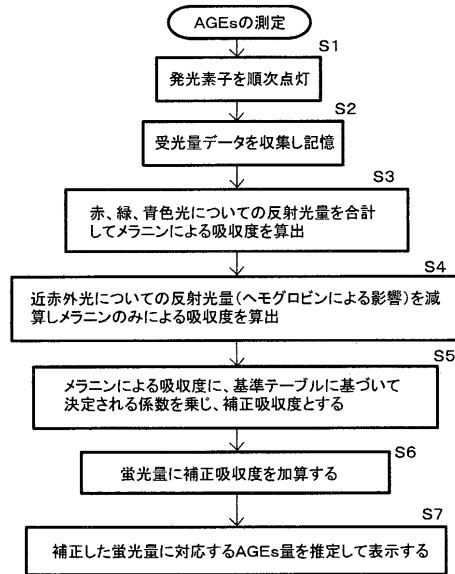 AGEsの測定
S1
発光素子を順次点灯
S2
受光量データを収集し記憶
S3
赤、緑、青色光についての反射光量を合計
してメラニンによる吸収度を算出
S4
近赤外光についての反射光量(ヘモグロビンによる影響)を減
算しメラニンのみによる吸収度を算出
S5
メラニンによる吸収度に、基準テーブルに基づいて
決定される係数を乗じ、補正吸収度とする
S6
蛍光量に補正吸収度を加算する
S7
補正した蛍光量に対応するAGEs量を推定して表示する